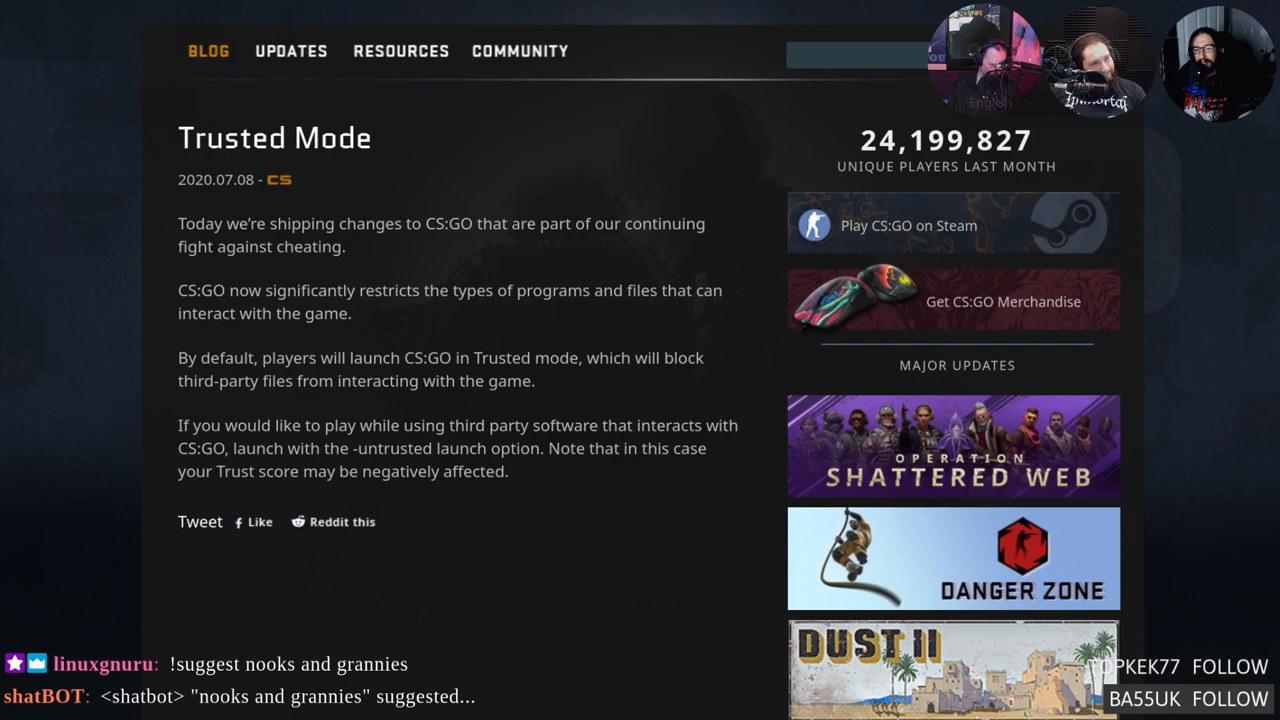 BLOG UPDATES RESOURCES COMMUNITY
English
Trusted Mode
2020.07.08 - CS
Today we're shipping changes to CS:GO that are part of our continuing
fight against cheating.
CS:GO now significantly restricts the types of programs and files that can
interact with the game.
By default, players will launch CS:GO in Trusted mode, which will block
third-party files from interacting with the game.
If you would like to play while using third party software that interacts with
CS:GO, launch with the -untrusted launch option. Note that in this case
your Trust score may be negatively affected.
Tweet Like Reddit this
24,199,827
UNIQUE PLAYERS LAST MONTH
Play CS:GO on Steam
Get CS:GO Merchandise
MAJOR UPDATES
OPERATION
SHATTERED WEB
DANGER ZONE
DUST II
linuxgnuru: !suggest nooks and grannies
shatBOT: <shatbot> "nooks and grannies" suggested...
TOPKEK77 FOLLOW
BA55UK FOLLOW